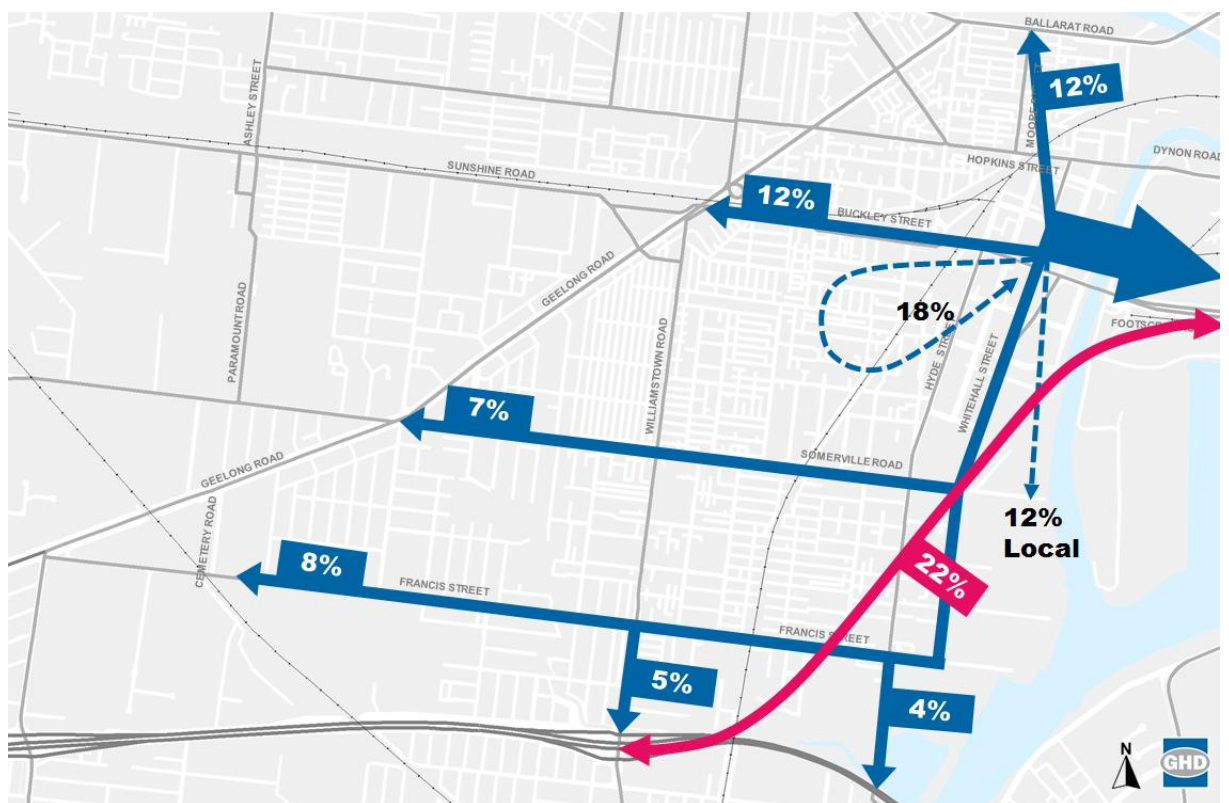 BALLARAT ROAD
12%
ASHLEY STREET
DYNON ROAD
HOPKINS STREET
SUNSHINE ROAD
12%
BUCKLEY STREET
GEELONG ROAD
18%
PARAMOUNT ROAD
WILLIAMSTOWN ROAD
HYDE STREET
WHITEHALL STREET
7%
SOMERVILLE ROAD
GEELONG ROAD
12%
Local
CEMETERY ROAD
8%
22%
FRANCIS STREET
FRANCIS STREET
5%
4%
N
GHD